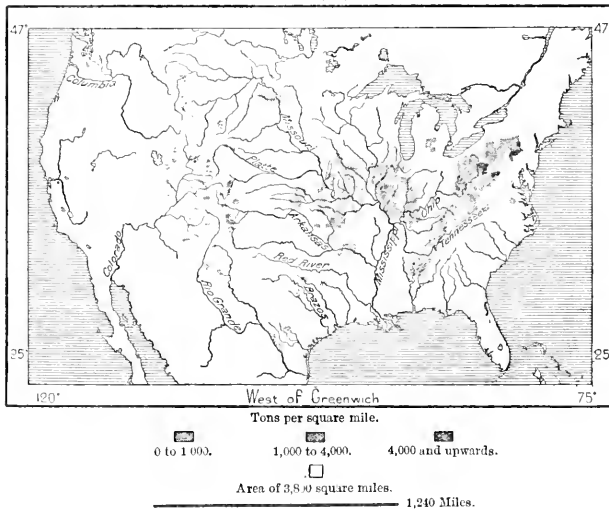 47° 47
Columbia
Missouri
Platte
Ohio
Arkansas
Tennessee
Colorado
Mississippi
Red River
Rio Grande
Brazos
25° 25
120° West of Greenwich 75°
Tons per square mile.
0 to 1 000. 1,000 to 4,000. 4,000 and upwards.
Area of 3,800 square miles.
1,240 Miles.